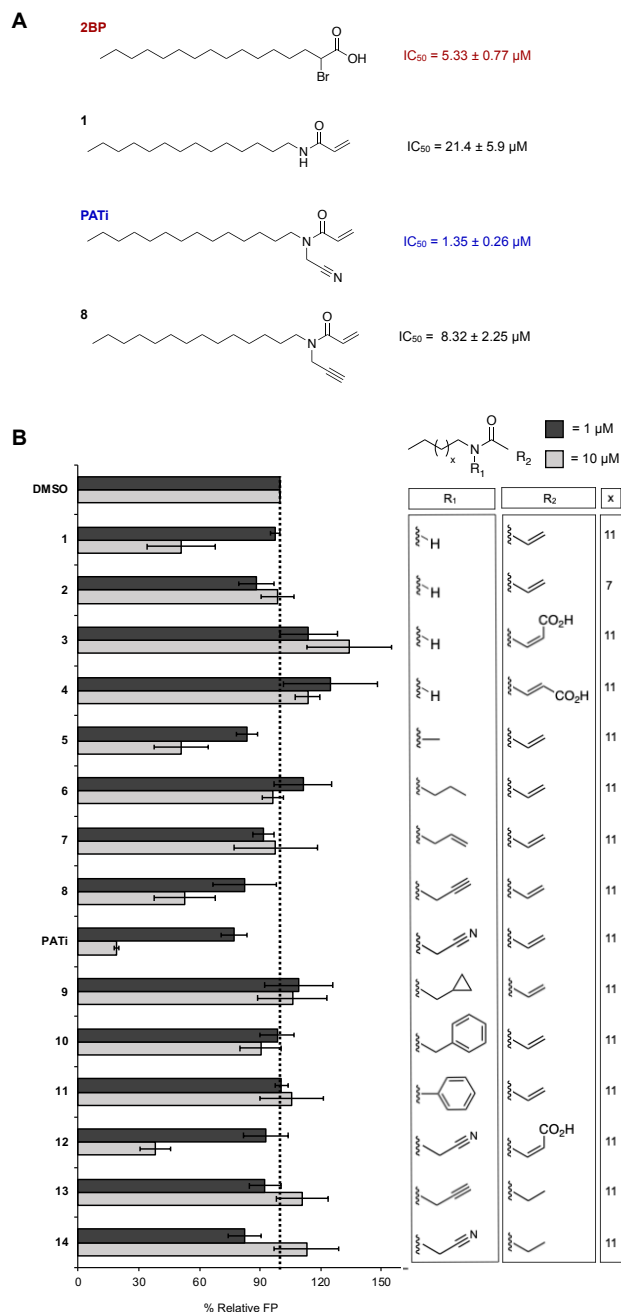 A
2BP
O
OH
Br
IC₅₀ = 5.33 ± 0.77 µM
1
O
N
H
IC₅₀ = 21.4 ± 5.9 µM
PATi
O
N
N
IC₅₀ = 1.35 ± 0.26 µM
8
O
N
IC₅₀ = 8.32 ± 2.25 µM
B
O
N
R₂
x
R₁
= 1 µM
= 10 µM
R₁ R₂ x
DMSO
1 H 11
2 H 7
3 H CO₂H 11
4 H CO₂H 11
5 11
6 11
7 11
8 11
PATi N 11
9 11
10 11
11 11
12 N CO₂H 11
13 11
14 N 11
0 30 60 90 120 150
% Relative FP